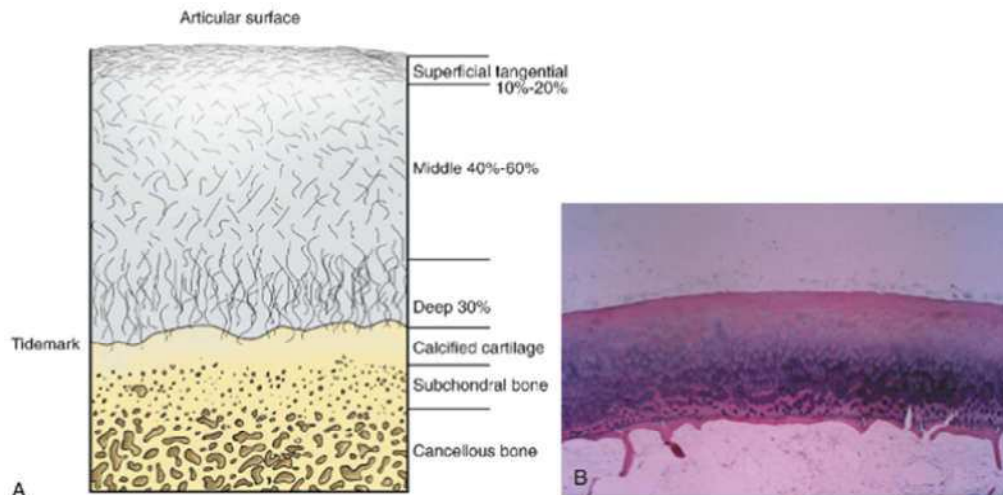 Articular surface
Superficial tangential
10%-20%
Middle 40%-60%
Deep 30%
Tidemark
Calcified cartilage
Subchondral bone
Cancellous bone
A
B